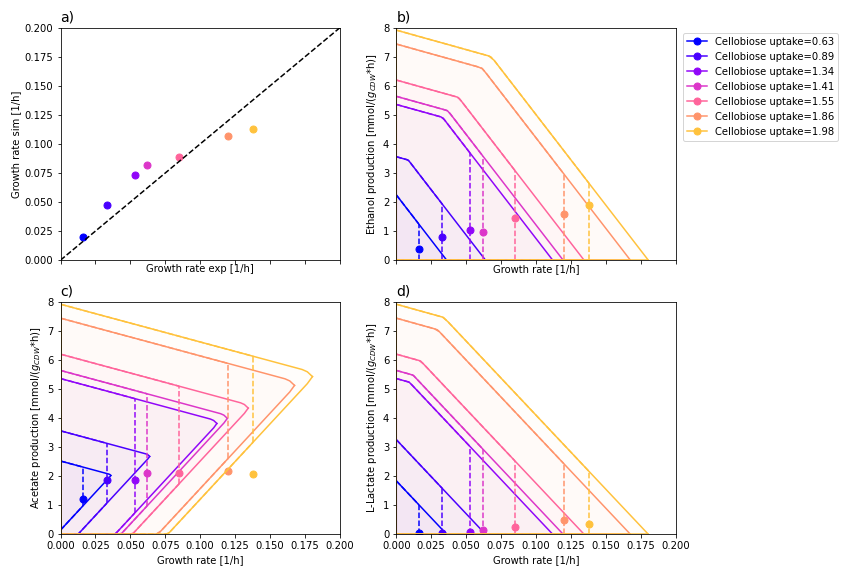 a)
Growth rate sim [1/h]
0.200
0.175
0.150
0.125
0.100
0.075
0.050
0.025
0.000
Growth rate exp [1/h]
b)
Ethanol production [mmol/(g_CDW*h)]
8
7
6
5
4
3
2
1
0
Growth rate [1/h]
Cellobiose uptake=0.63
Cellobiose uptake=0.89
Cellobiose uptake=1.34
Cellobiose uptake=1.41
Cellobiose uptake=1.55
Cellobiose uptake=1.86
Cellobiose uptake=1.98
c)
Acetate production [mmol/(g_CDW*h)]
8
7
6
5
4
3
2
1
0
0.000 0.025 0.050 0.075 0.100 0.125 0.150 0.175 0.200
Growth rate [1/h]
d)
L-Lactate production [mmol/(g_CDW*h)]
8
7
6
5
4
3
2
1
0
0.000 0.025 0.050 0.075 0.100 0.125 0.150 0.175 0.200
Growth rate [1/h]